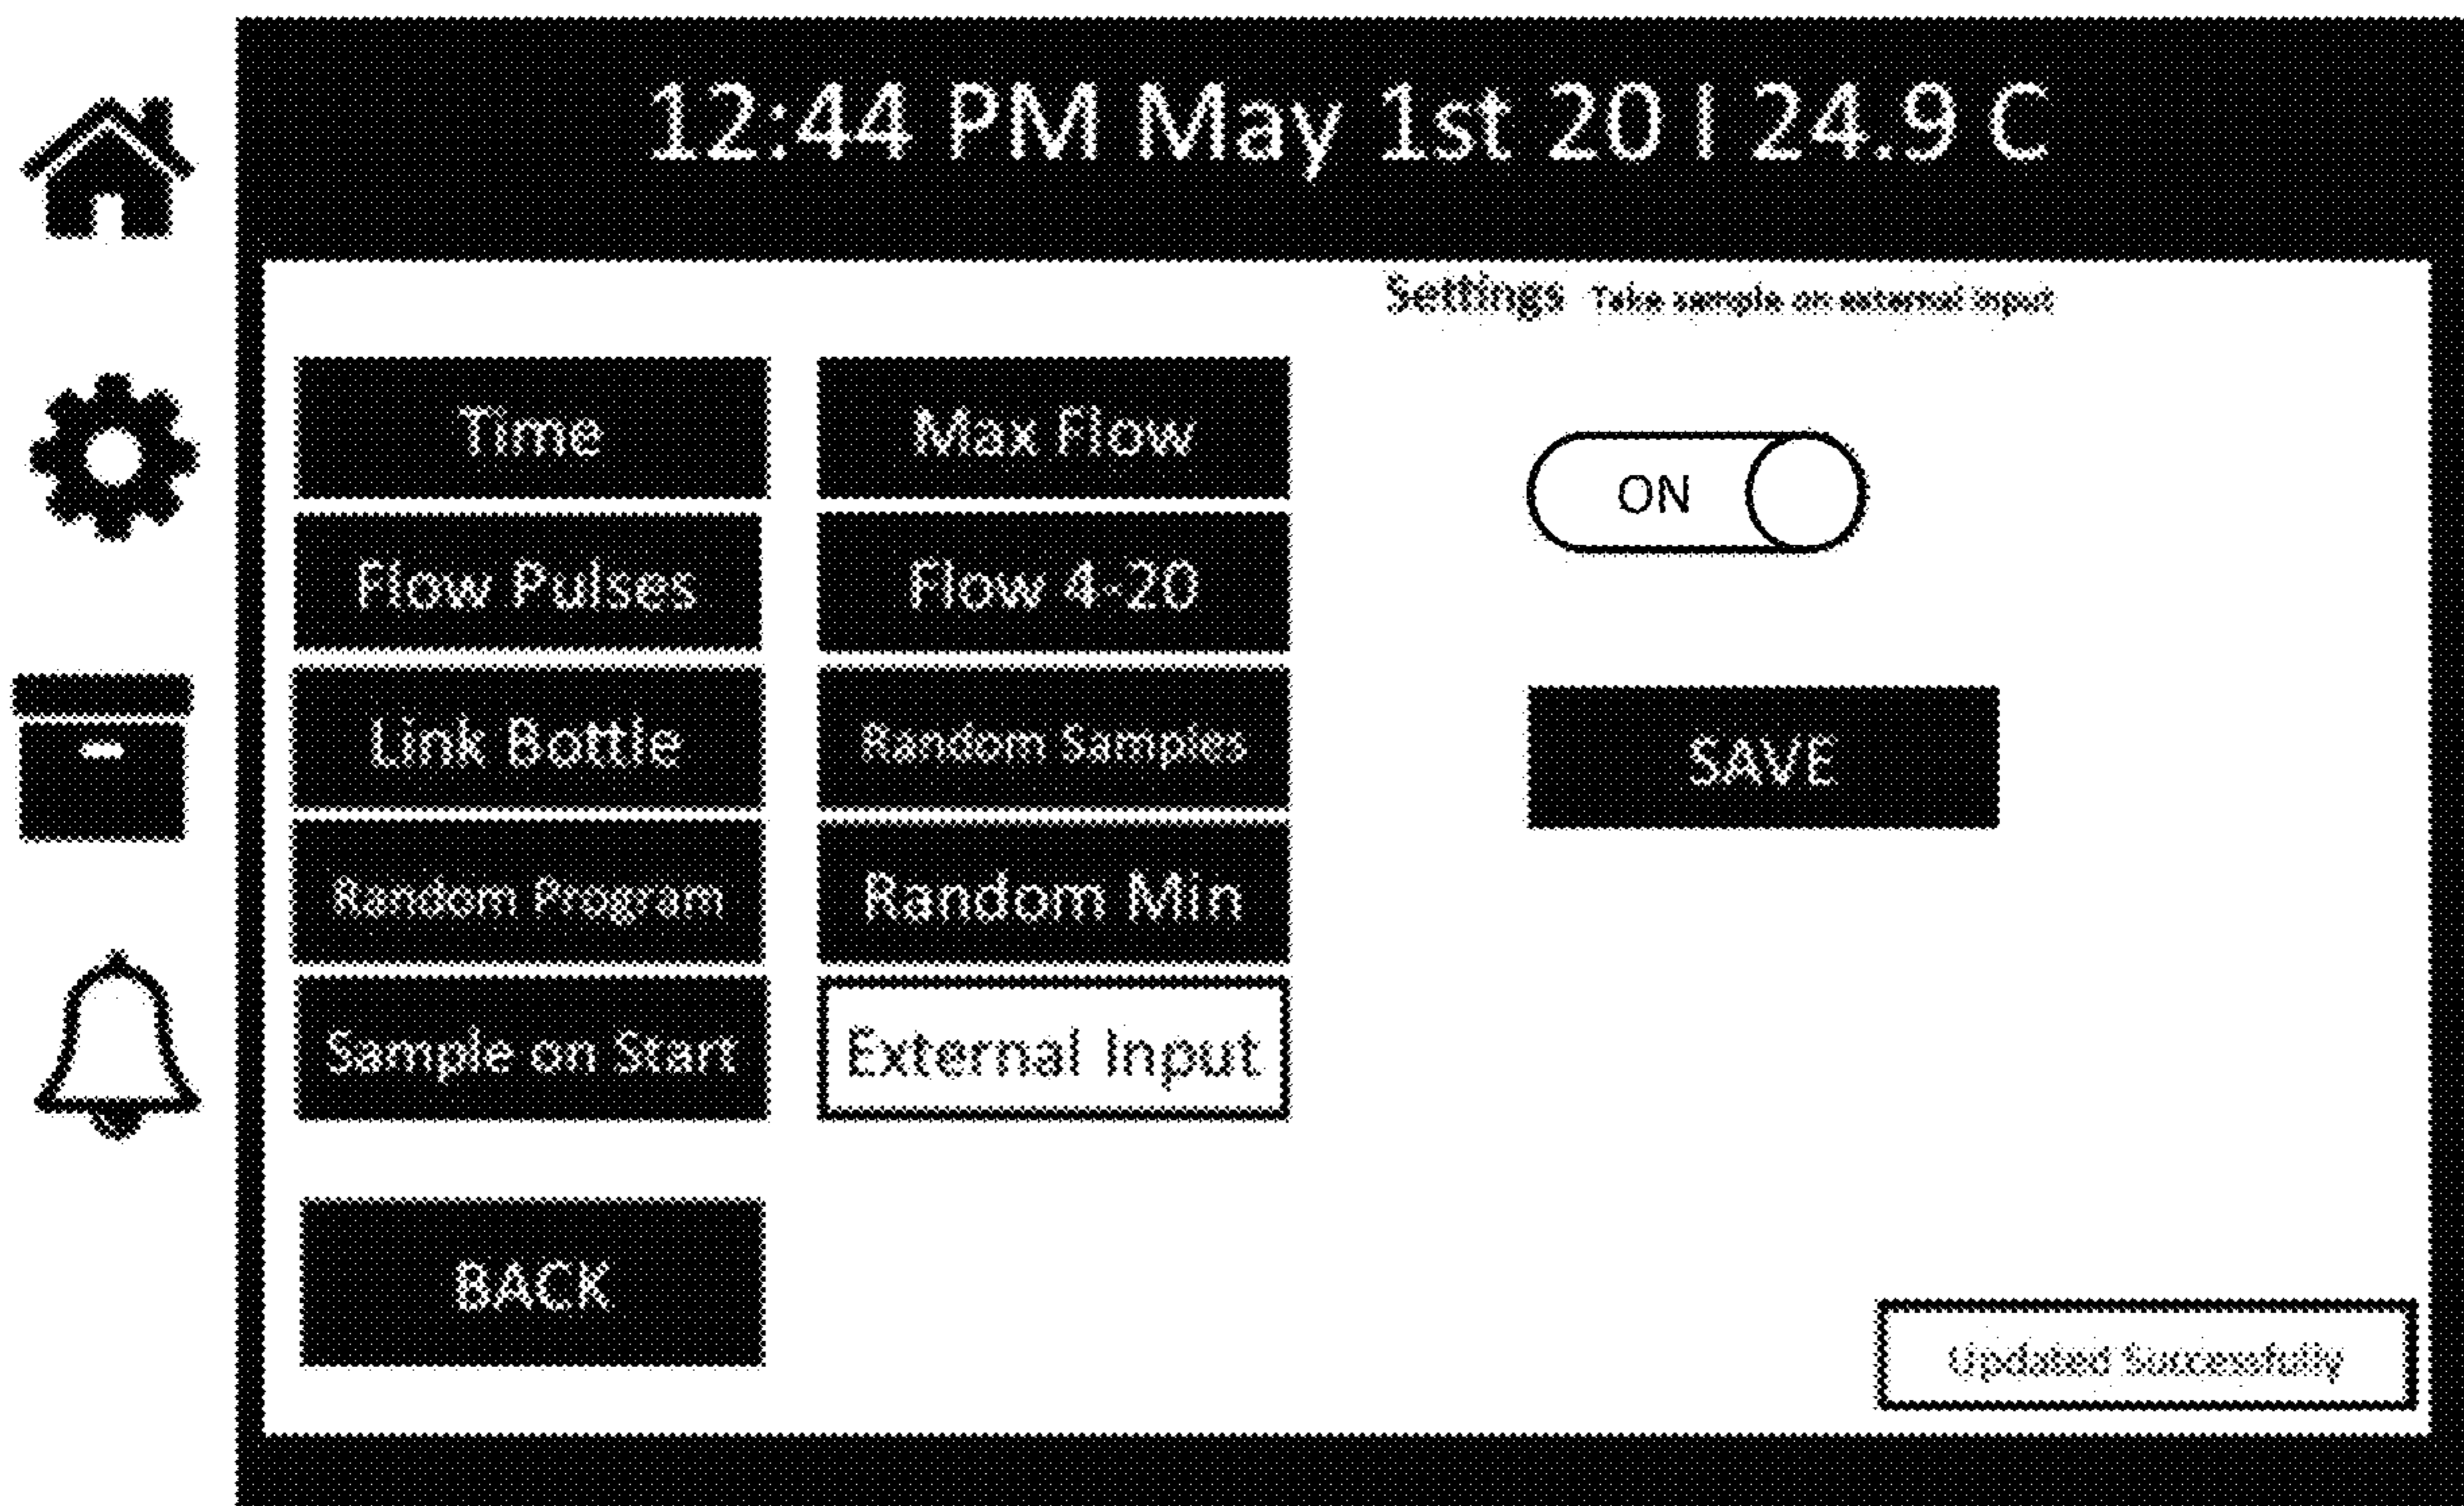 12:44 PM May 1st 20 I 24.9 C
Settings Take sample on external input
Time
Max Flow
ON
Flow Pulses
Flow 4-20
Link Bottle
Random Samples
SAVE
Random Program
Random Min
Sample on Start
External Input
BACK
Updated Successfully